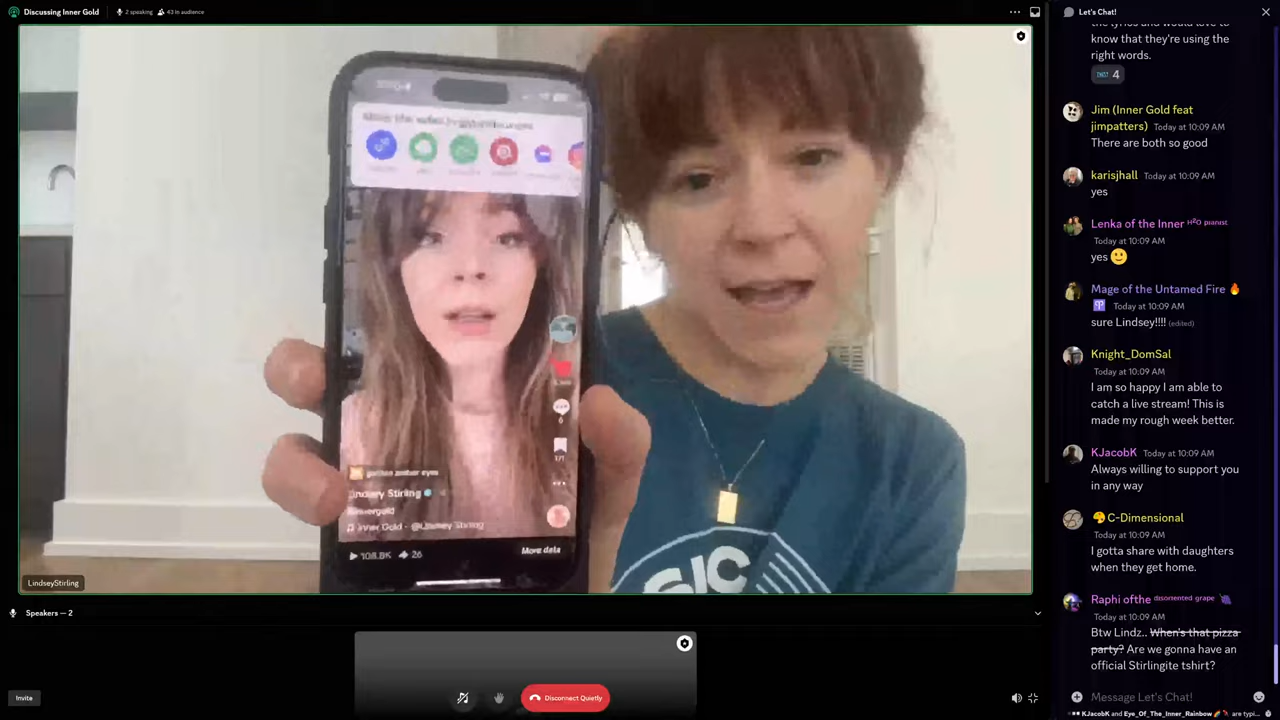 Discussing Inner Gold
2 speaking
43 in audience
Let's Chat!
the lyrics and would love to
know that they're using the
right words.
4
Jim (Inner Gold feat
jimpatters) Today at 10:09 AM
There are both so good
karisjhall Today at 10:09 AM
yes
Lenka of the Inner H²O pianist
Today at 10:09 AM
yes
Mage of the Untamed Fire
Today at 10:09 AM
sure Lindsey!!!! (edited)
Knight_DomSal
Today at 10:09 AM
I am so happy I am able to
catch a live stream! This is
made my rough week better.
KJacobK Today at 10:09 AM
Always willing to support you
in any way
C-Dimensional
Today at 10:09 AM
I gotta share with daughters
when they get home.
Raphi ofthe disoriented grape
Today at 10:09 AM
Btw Lindz.. When's that pizza
party? Are we gonna have an
official Stirlingite tshirt?
Message Let's Chat!
KJacobK and Eye_Of_The_Inner_Rainbow are typi...
golden amber eyes
Lindsey Stirling
Inner Gold - @Lindsey Stirling
108.8K
26
More data
SIC
LindseyStirling
Speakers — 2
Invite
Disconnect Quietly